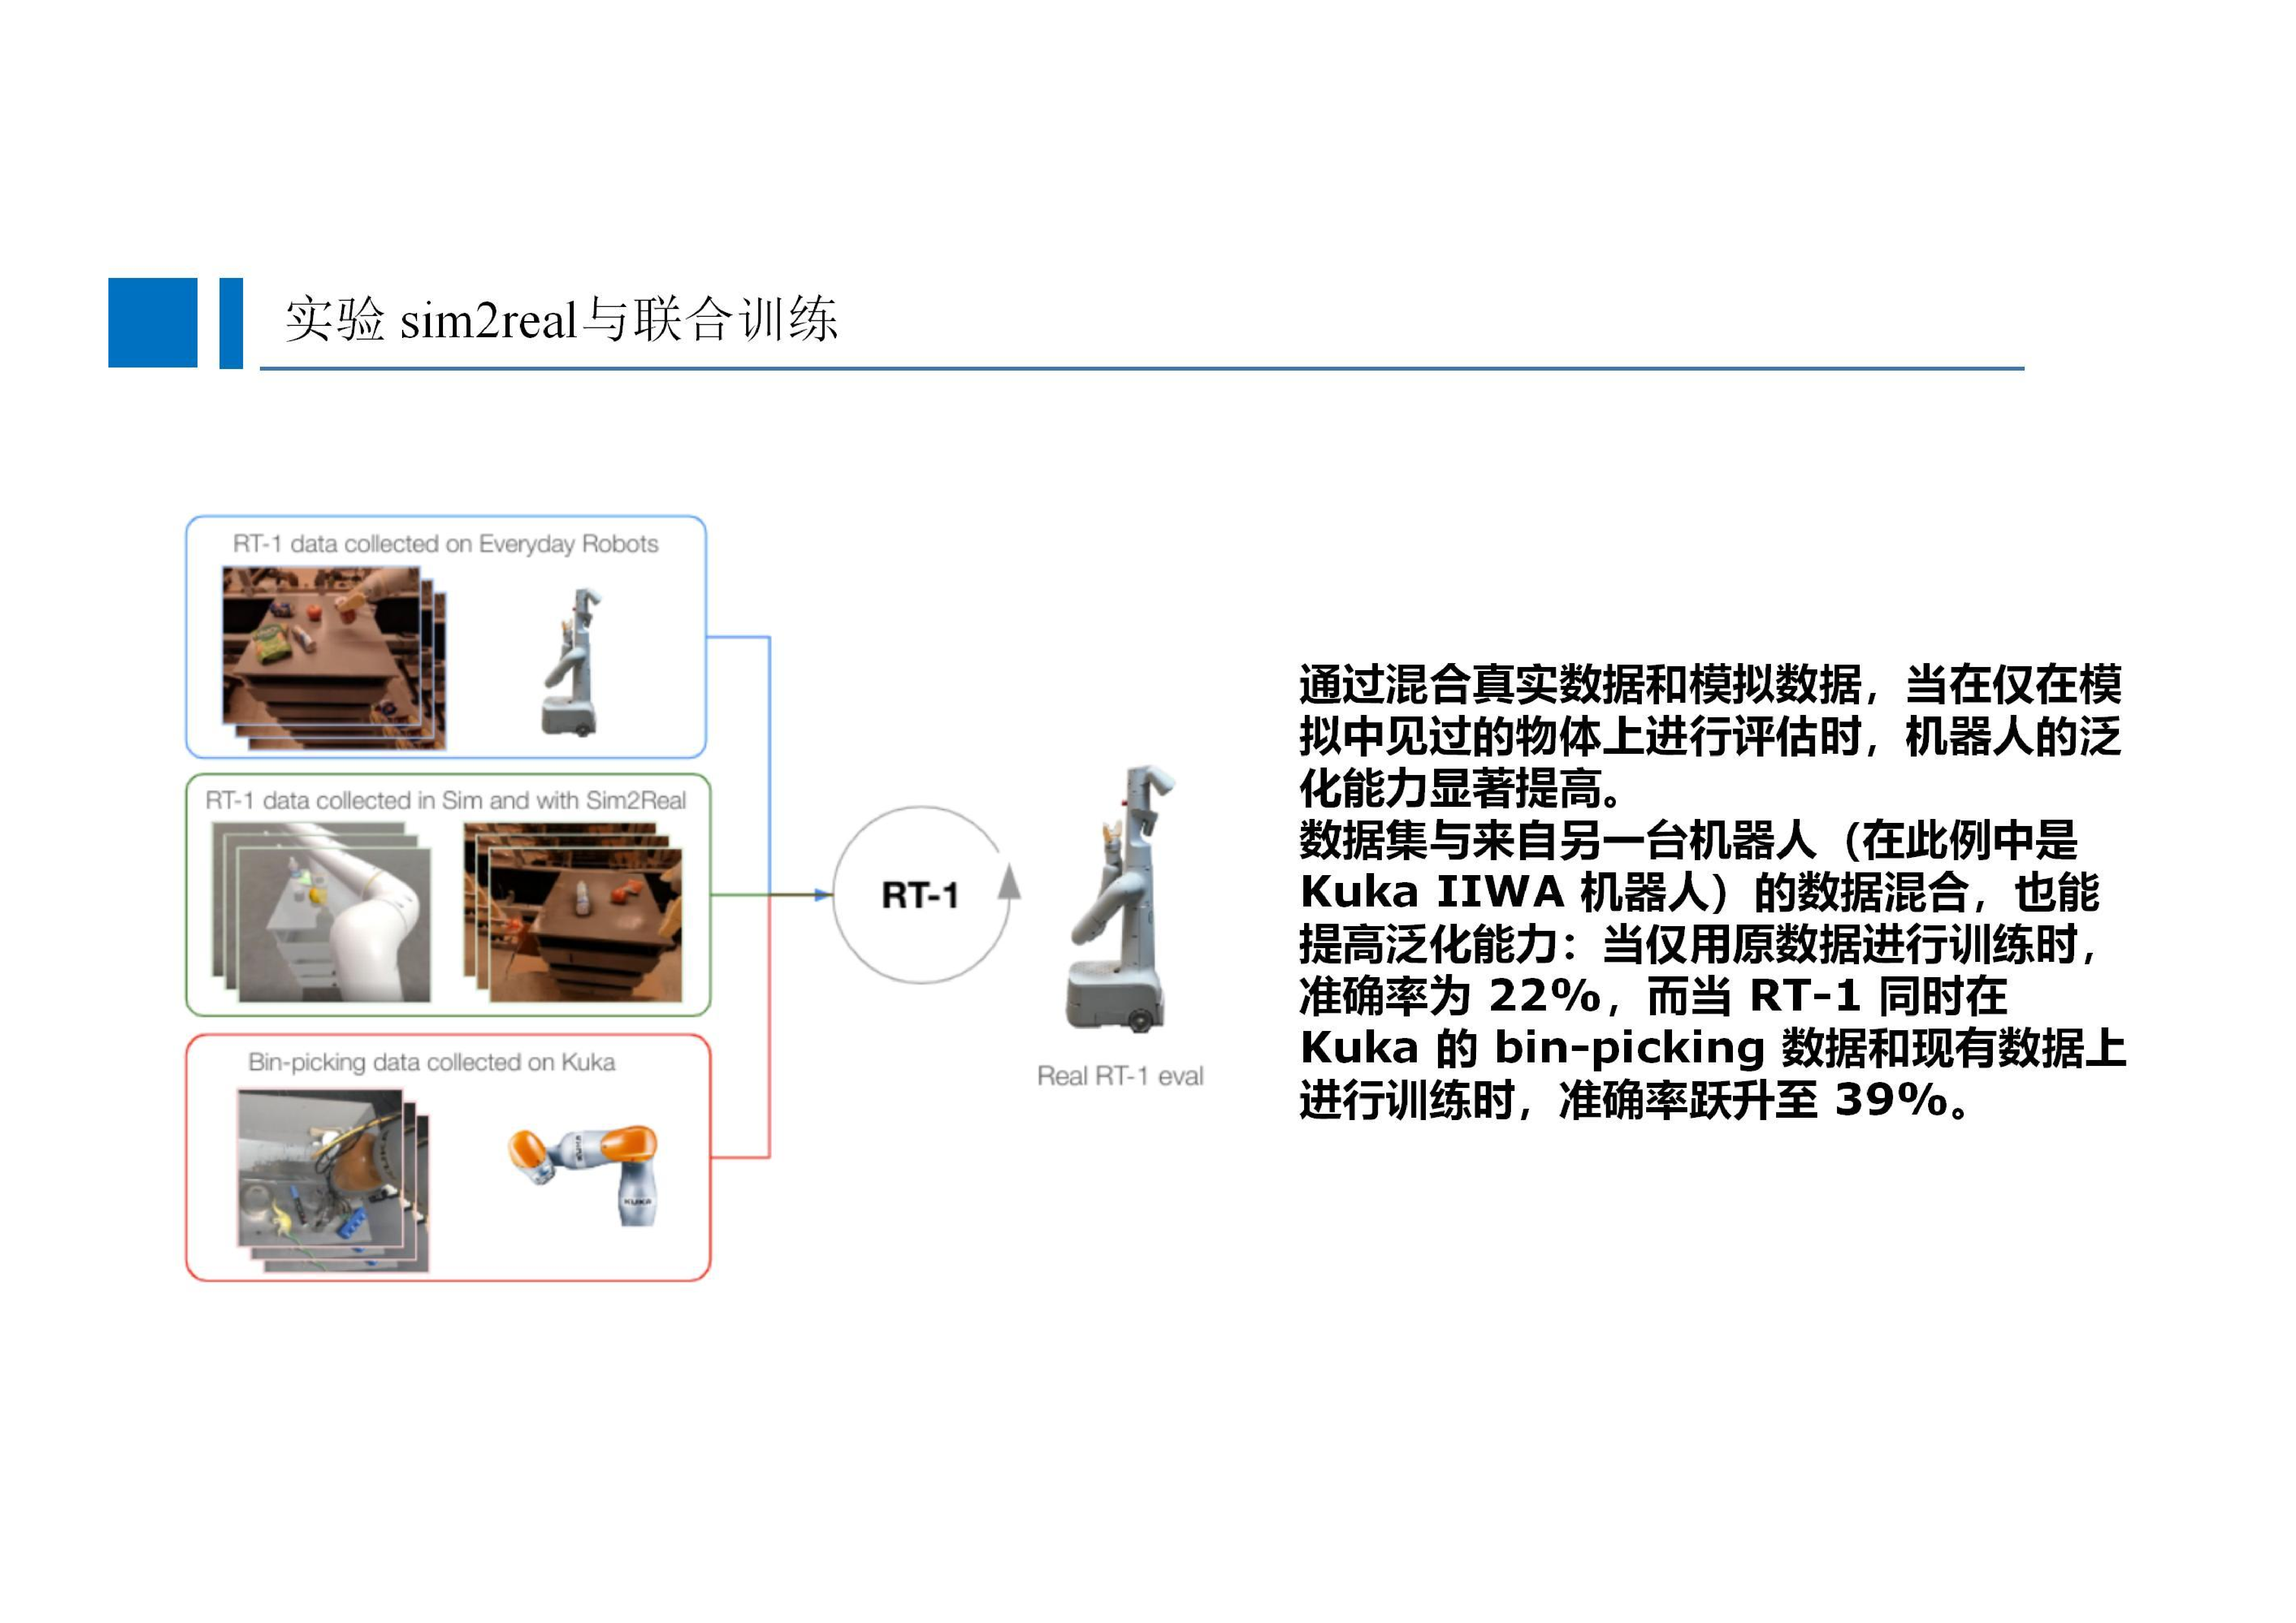 实验 sim2real与联合训练
RT-1 data collected on Everyday Robots
RT-1 data collected in Sim and with Sim2Real
Bin-picking data collected on Kuka
KUKA
RT-1
Real RT-1 eval
通过混合真实数据和模拟数据，当在仅在模
拟中见过的物体上进行评估时，机器人的泛
化能力显著提高。
数据集与来自另一台机器人（在此例中是
Kuka IIWA 机器人）的数据混合，也能
提高泛化能力：当仅用原数据进行训练时，
准确率为 22%，而当 RT-1 同时在
Kuka 的 bin-picking 数据和现有数据上
进行训练时，准确率跃升至 39%。